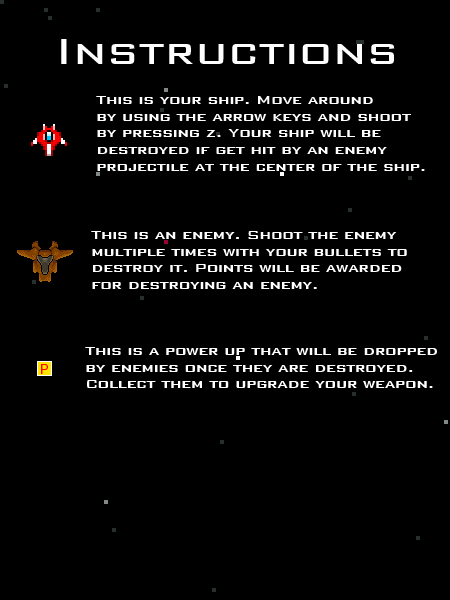 Instructions
This is your ship. Move around
by using the arrow keys and shoot
by pressing z. Your ship will be
destroyed if get hit by an enemy
projectile at the center of the ship.
This is an enemy. Shoot the enemy
multiple times with your bullets to
destroy it. Points will be awarded
for destroying an enemy.
P
This is a power up that will be dropped
by enemies once they are destroyed.
Collect them to upgrade your weapon.